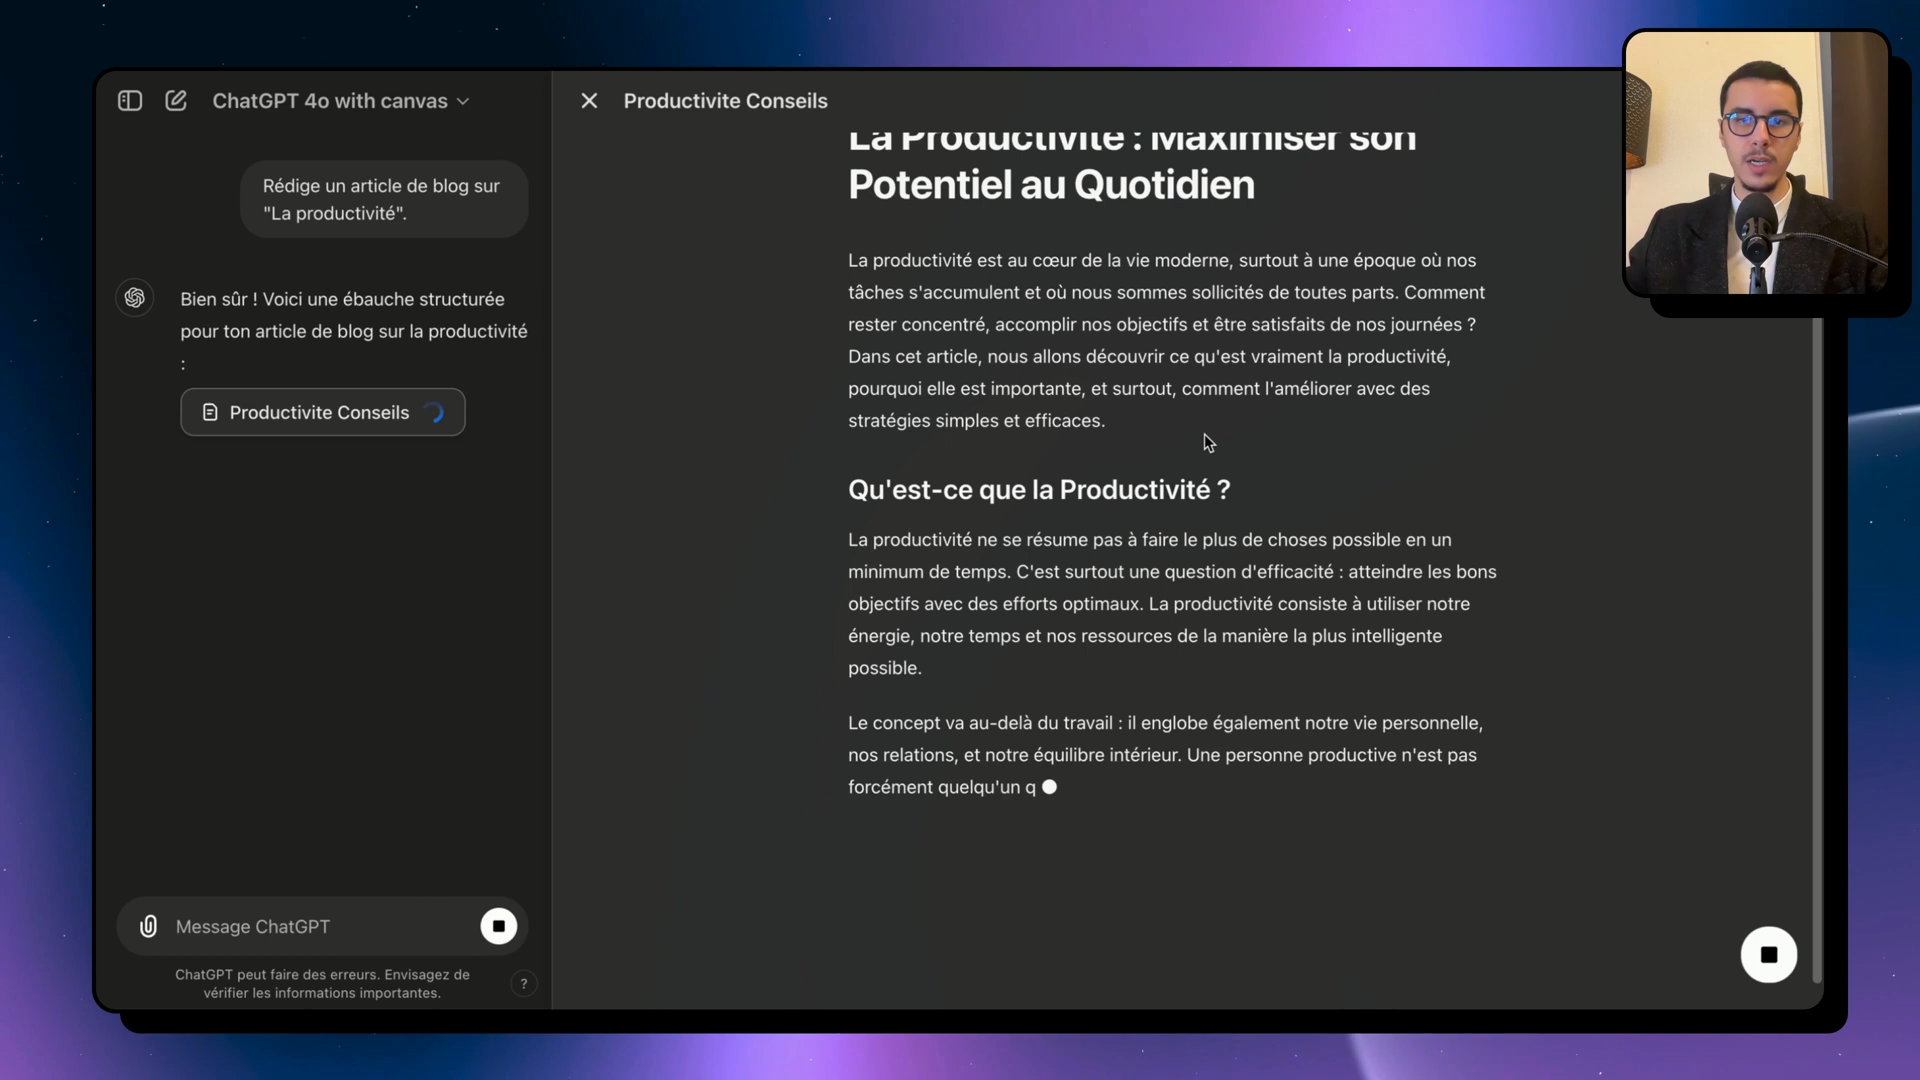 ChatGPT 4o with canvas
Rédige un article de blog sur
"La productivité".
Bien sûr ! Voici une ébauche structurée
pour ton article de blog sur la productivité
:
Productivite Conseils
Message ChatGPT
ChatGPT peut faire des erreurs. Envisagez de
vérifier les informations importantes.
?
Productivite Conseils
La Productivité : Maximiser son
Potentiel au Quotidien
La productivité est au cœur de la vie moderne, surtout à une époque où nos
tâches s'accumulent et où nous sommes sollicités de toutes parts. Comment
rester concentré, accomplir nos objectifs et être satisfaits de nos journées ?
Dans cet article, nous allons découvrir ce qu'est vraiment la productivité,
pourquoi elle est importante, et surtout, comment l'améliorer avec des
stratégies simples et efficaces.
Qu'est-ce que la Productivité ?
La productivité ne se résume pas à faire le plus de choses possible en un
minimum de temps. C'est surtout une question d'efficacité : atteindre les bons
objectifs avec des efforts optimaux. La productivité consiste à utiliser notre
énergie, notre temps et nos ressources de la manière la plus intelligente
possible.
Le concept va au-delà du travail : il englobe également notre vie personnelle,
nos relations, et notre équilibre intérieur. Une personne productive n'est pas
forcément quelqu'un q